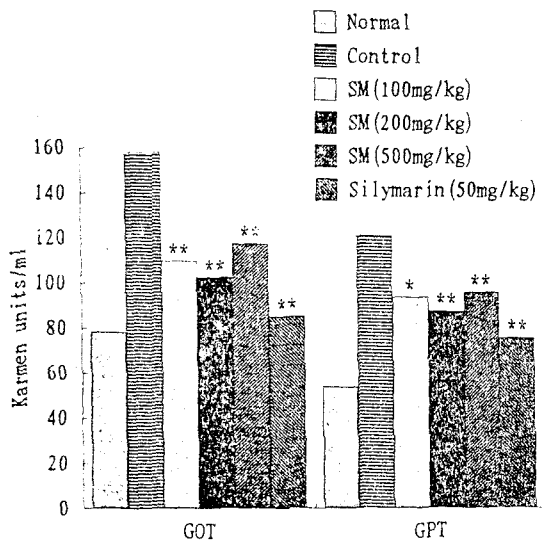 Normal
Control
SM(100mg/kg)
SM(200mg/kg)
SM(500mg/kg)
Silymarin(50mg/kg)
Karmen units/ml
160
140
120
100
80
60
40
20
0
** ** ** **
* ** ** **
GOT GPT